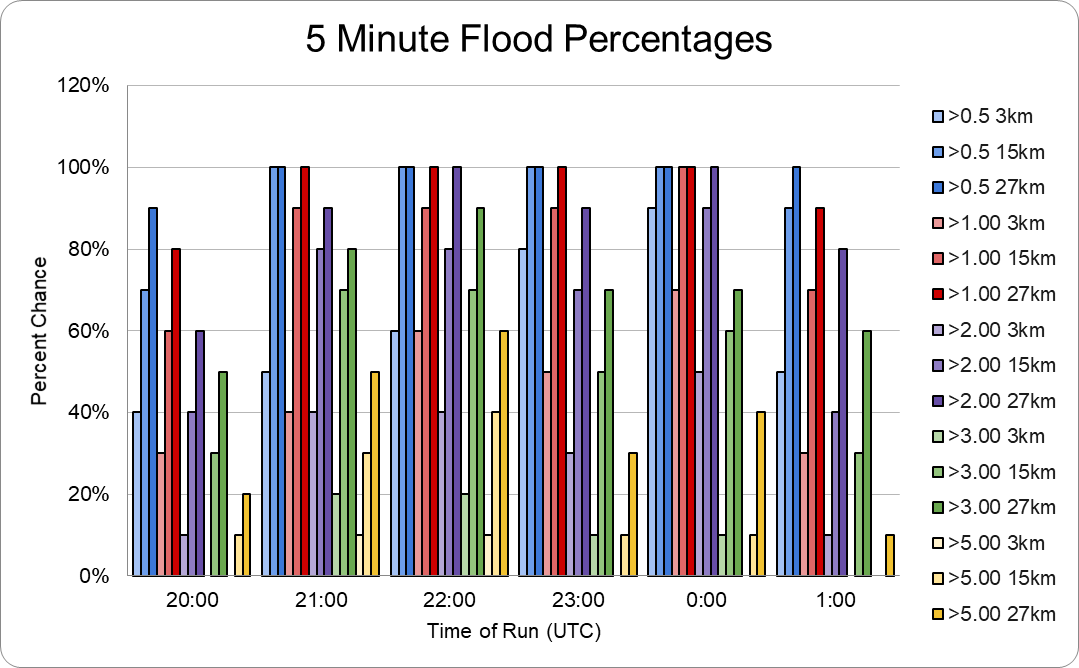 5 Minute Flood Percentages
120%
100%
80%
60%
40%
20%
0%
Percent Chance
20:00
21:00
22:00
23:00
0:00
1:00
Time of Run (UTC)
>0.5 3km
>0.5 15km
>0.5 27km
>1.00 3km
>1.00 15km
>1.00 27km
>2.00 3km
>2.00 15km
>2.00 27km
>3.00 3km
>3.00 15km
>3.00 27km
>5.00 3km
>5.00 15km
>5.00 27km